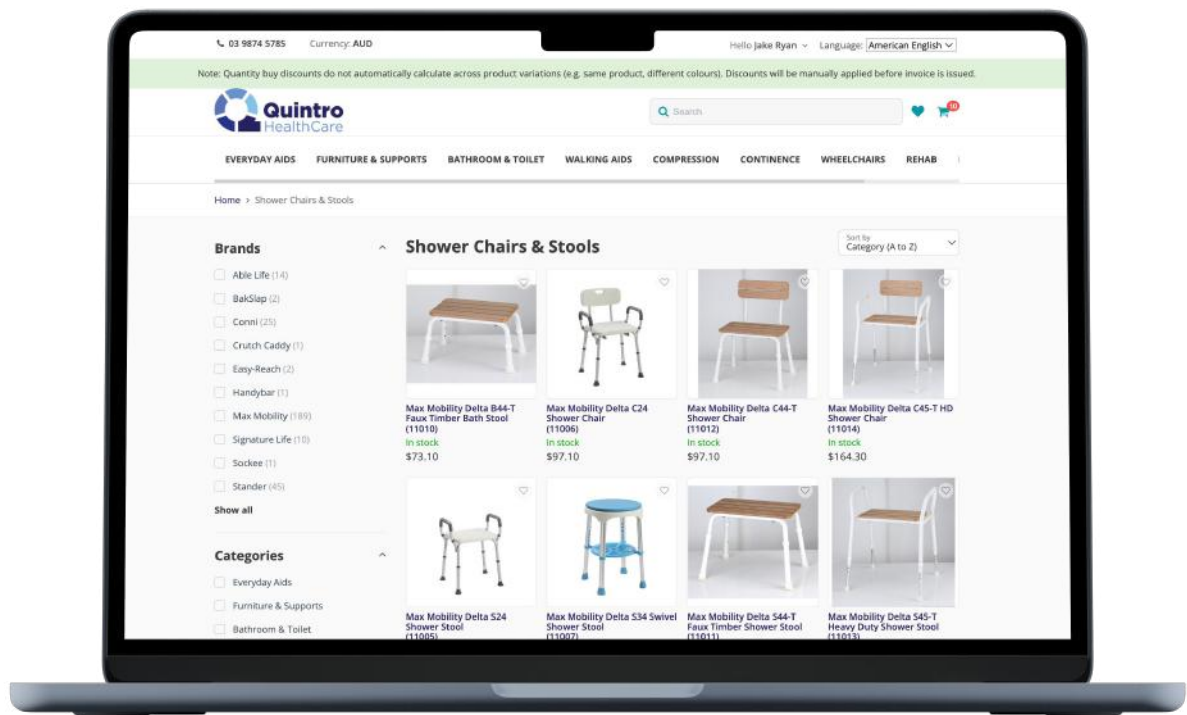 03 9874 5785 Currency: AUD Hello Jake Ryan Language: American English
Note: Quantity buy discounts do not automatically calculate across product variations (e.g. same product, different colours). Discounts will be manually applied before invoice is issued.
Quintro
HealthCare
Search
10
EVERYDAY AIDS FURNITURE & SUPPORTS BATHROOM & TOILET WALKING AIDS COMPRESSION CONTINENCE WHEELCHAIRS REHAB
Home > Shower Chairs & Stools
Brands
Able Life (14)
BakSlap (2)
Conni (25)
Crutch Caddy (1)
Easy-Reach (2)
Handybar (1)
Max Mobility (189)
Signature Life (10)
Sockee (1)
Stander (45)
Show all
Categories
Everyday Aids
Furniture & Supports
Bathroom & Toilet
Shower Chairs & Stools
Sort by
Category (A to Z)
Max Mobility Delta B44-T
Faux Timber Bath Stool
(11010)
In stock
$73.10
Max Mobility Delta C24
Shower Chair
(11006)
In stock
$97.10
Max Mobility Delta C44-T
Shower Chair
(11012)
In stock
$97.10
Max Mobility Delta C45-T HD
Shower Chair
(11014)
In stock
$164.30
Max Mobility Delta S24
Shower Stool
(11005)
Max Mobility Delta S34 Swivel
Shower Stool
(11007)
Max Mobility Delta S44-T
Faux Timber Shower Stool
(11011)
Max Mobility Delta S45-T
Heavy Duty Shower Stool
(11013)